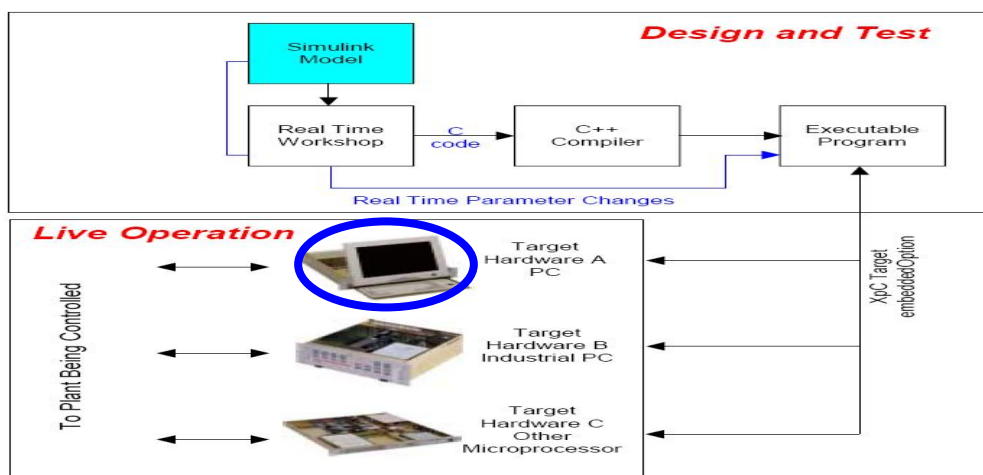 Design and Test
Simulink
Model
Real Time
Workshop
C
code
C++
Compiler
Executable
Program
Real Time Parameter Changes
Live Operation
Target
Hardware A
PC
Target
Hardware B
Industrial PC
Target
Hardware C
Other
Microprocessor
To Plant Being Controlled
XpC Target
embeddedOption